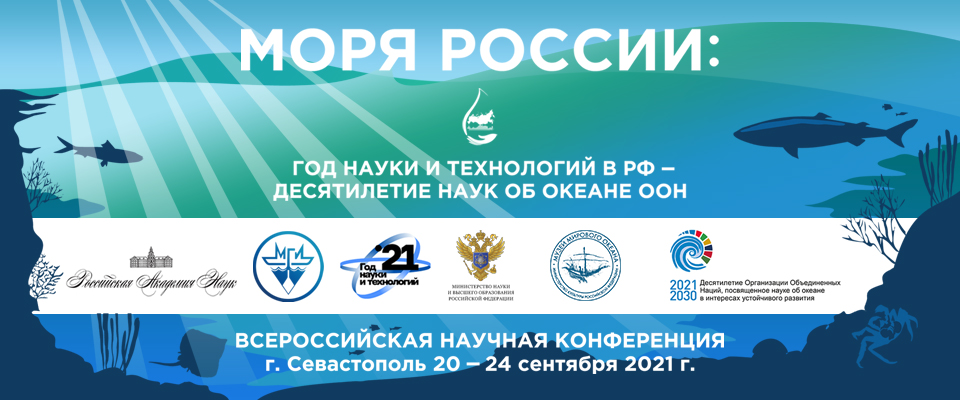 МОРЯ РОССИИ:
ГОД НАУКИ И ТЕХНОЛОГИЙ В РФ –
ДЕСЯТИЛЕТИЕ НАУК ОБ ОКЕАНЕ ООН
Российская Академия Наук
МГИ
'21
Год
науки
и технологий
МИНИСТЕРСТВО НАУКИ
И ВЫСШЕГО ОБРАЗОВАНИЯ
РОССИЙСКОЙ ФЕДЕРАЦИИ
МУЗЕЙ МИРОВОГО ОКЕАНА
2021
2030
Десятилетие Организации Объединенных
Наций, посвященное науке об океане
в интересах устойчивого развития
ВСЕРОССИЙСКАЯ НАУЧНАЯ КОНФЕРЕНЦИЯ
г. Севастополь 20 – 24 сентября 2021 г.